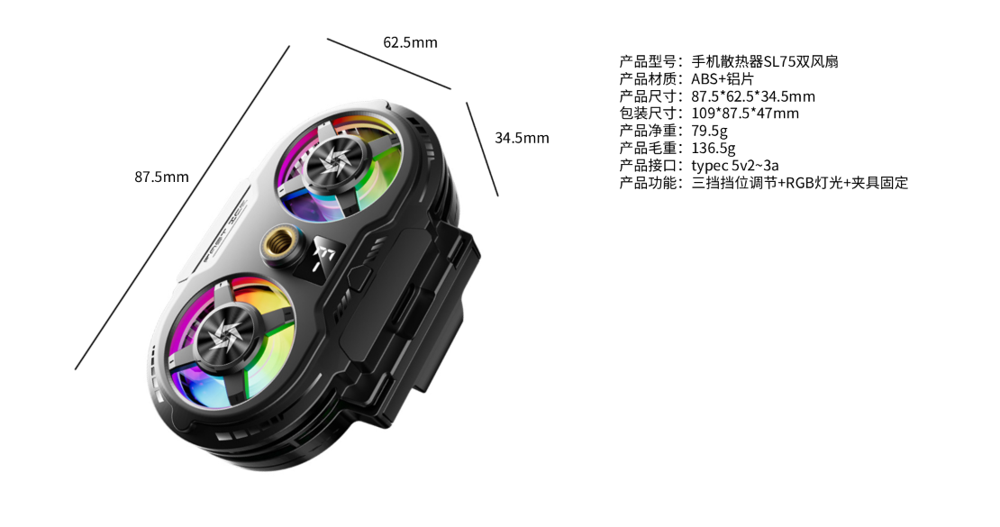 62.5mm
34.5mm
87.5mm
产品型号：手机散热器SL75双风扇
产品材质：ABS+铝片
产品尺寸：87.5*62.5*34.5mm
包装尺寸：109*87.5*47mm
产品净重：79.5g
产品毛重：136.5g
产品接口：typec 5v2~3a
产品功能：三挡挡位调节+RGB灯光+夹具固定